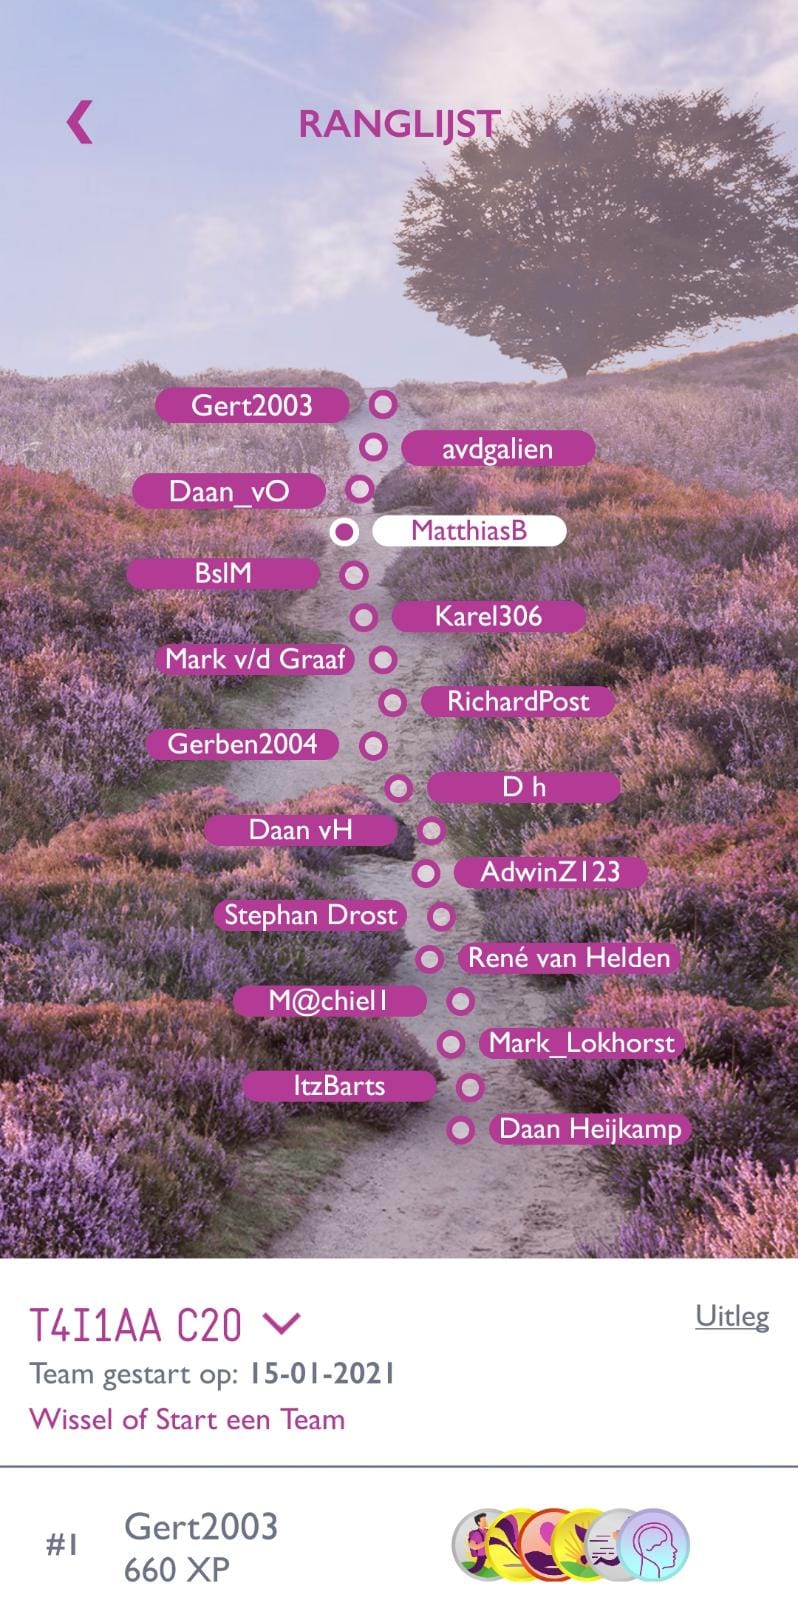 RANGLIJST
Gert2003
avdgalien
Daan_vO
MatthiasB
BslM
Karel306
Mark v/d Graaf
RichardPost
Gerben2004
D h
Daan vH
AdwinZ123
Stephan Drost
René van Helden
M@chiel1
Mark_Lokhorst
ItzBarts
Daan Heijkamp
T4I1AA C20
Uitleg
Team gestart op: 15-01-2021
Wissel of Start een Team
#1
Gert2003
660 XP